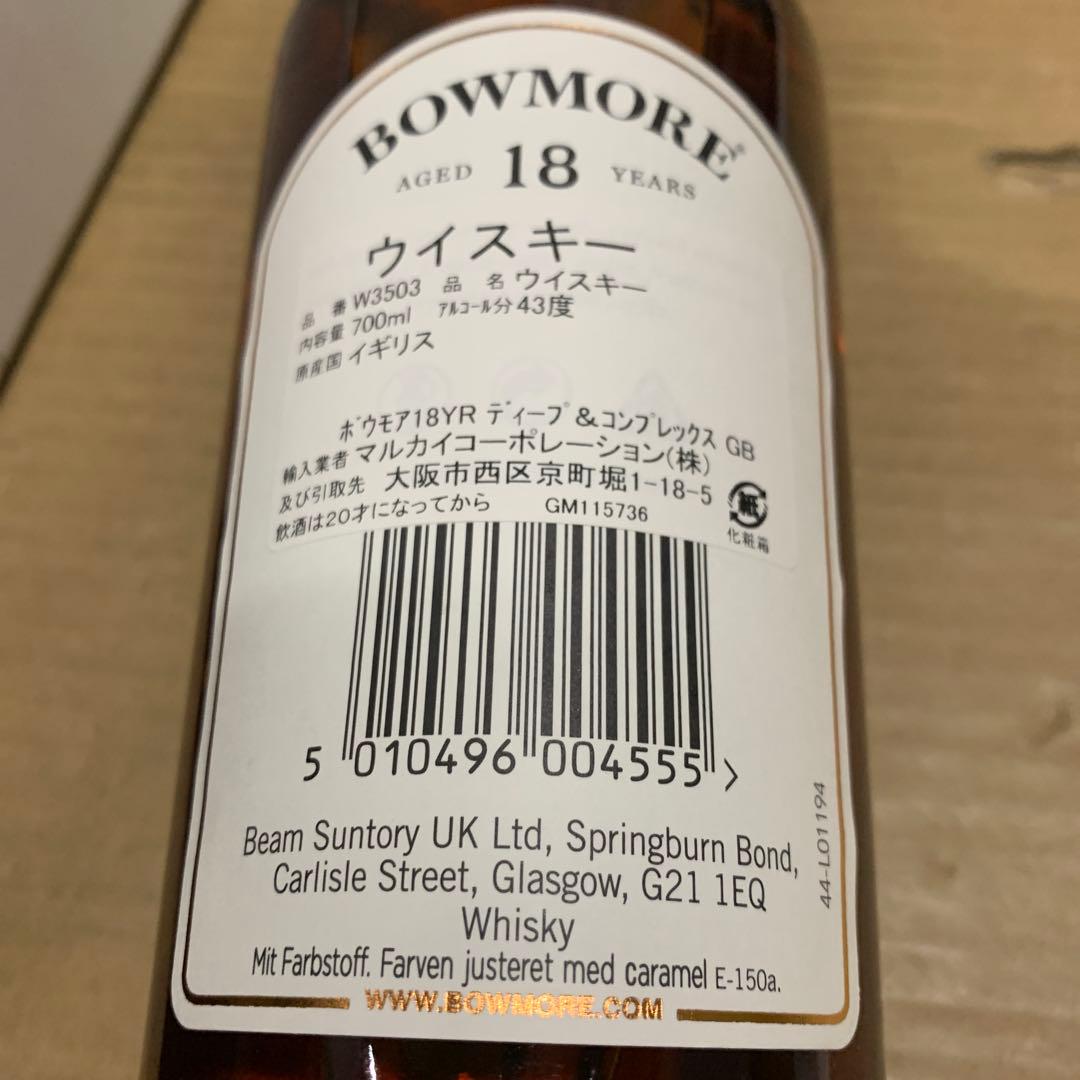 BOWMORE®
AGED 18 YEARS
ウイスキー
品番 W3503 品名 ウイスキー
内容量 700ml アルコール分 43度
原産国 イギリス
ボウモア18YR ディープ&コンプレックス GB
輸入業者 マルカイコーポレーション(株)
及び引取先 大阪市西区京町堀1-18-5
飲酒は20才になってから GM115736
紙
化粧箱
5 010496 004555 >
Beam Suntory UK Ltd, Springburn Bond,
Carlisle Street, Glasgow, G21 1EQ
Whisky
Mit Farbstoff. Farven justeret med caramel E-150a.
WWW.BOWMORE.COM
44-L01194